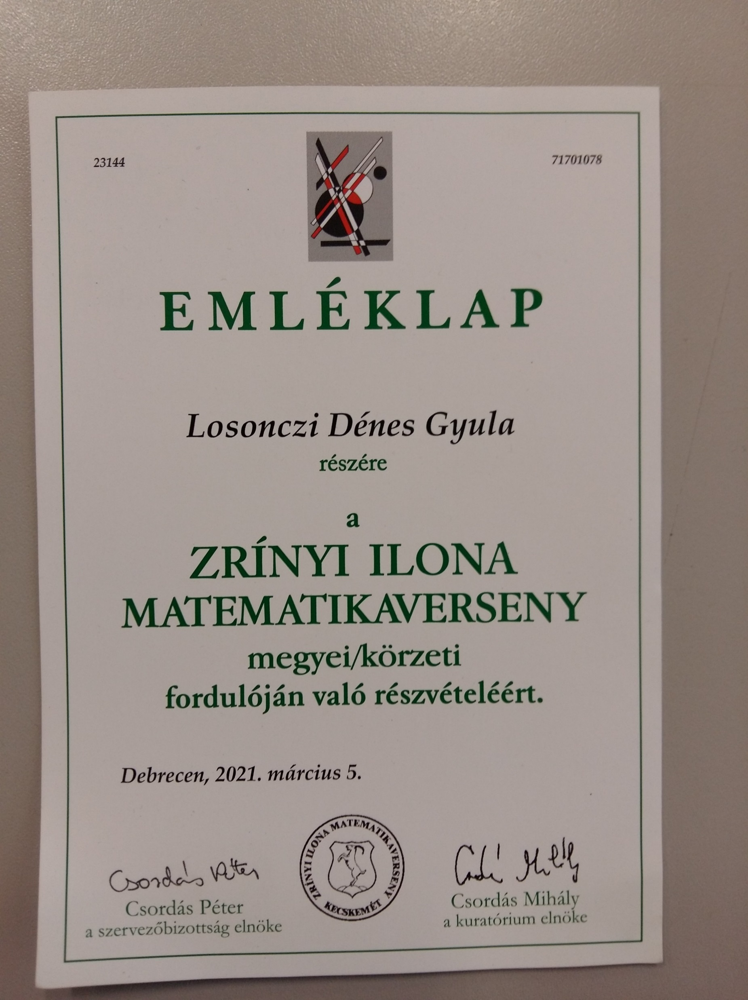 23144
71701078
EMLÉKLAP
Losonczi Dénes Gyula
részére
a
ZRÍNYI ILONA
MATEMATIKAVERSENY
megyei/körzeti
fordulóján való részvételéért.
Debrecen, 2021. március 5.
ZRÍNYI ILONA MATEMATIKAVERSENY
KECSKEMÉT
Csordás Péter
Csordás Péter
a szervezőbizottság elnöke
Csordás Mihály
a kuratórium elnöke